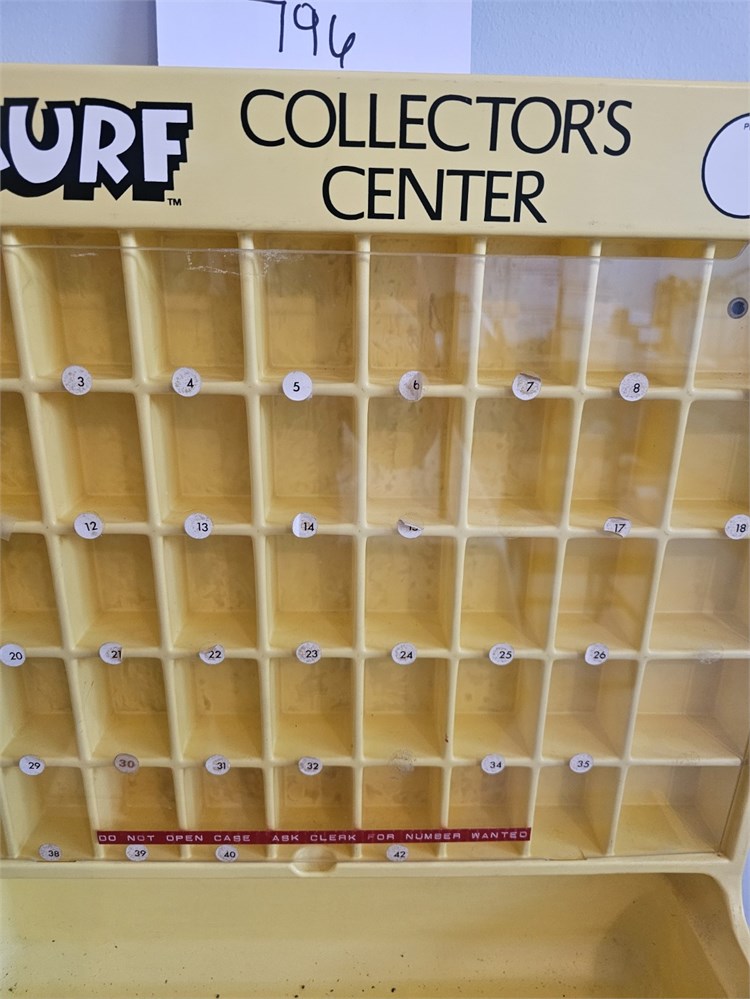 796
URF™
COLLECTOR'S
CENTER
P
3 4 5 6 7 8
12 13 14 17 18
20 21 22 23 24 25 26
29 30 31 32 34 35
DO NOT OPEN CASE ASK CLERK FOR NUMBER WANTED
38 39 40 42